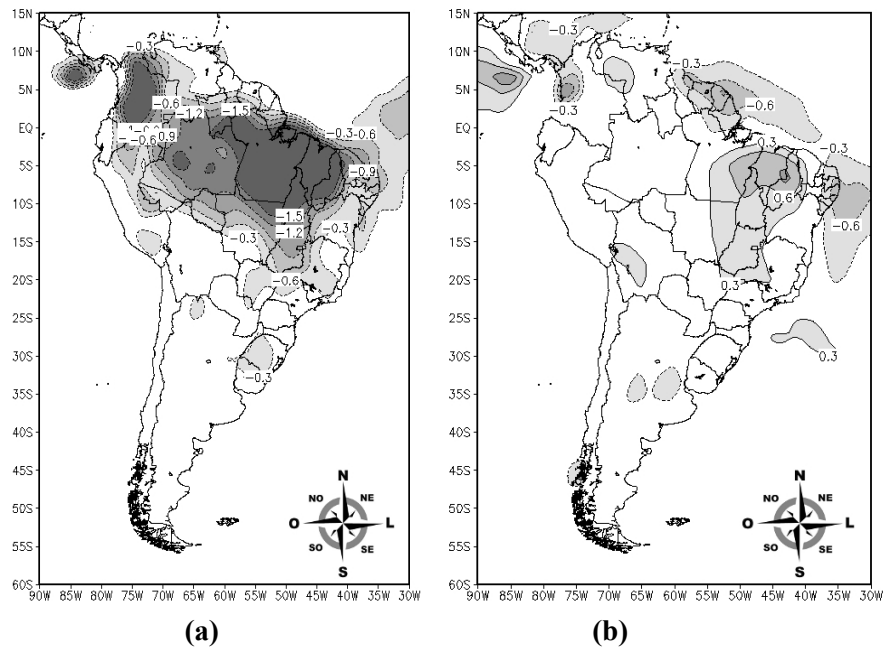 15N
10N
5N
EQ
5S
10S
15S
20S
25S
30S
35S
40S
45S
50S
55S
60S
90W 85W 80W 75W 70W 65W 60W 55W 50W 45W 40W 35W 30W
-0.3
-0.6
-1.2
-1.5
-0.3
-0.6
-0.6
0.9
-0.9
-1.5
-1.2
-0.3
-0.3
-0.6
-0.3
N
NO NE
O L
SO SE
S
(a)
15N
10N
5N
EQ
5S
10S
15S
20S
25S
30S
35S
40S
45S
50S
55S
60S
90W 85W 80W 75W 70W 65W 60W 55W 50W 45W 40W 35W 30W
-0.3
-0.3
-0.3
-0.6
0.3
0.3
0.6
-0.6
0.3
0.3
N
NO NE
O L
SO SE
S
(b)